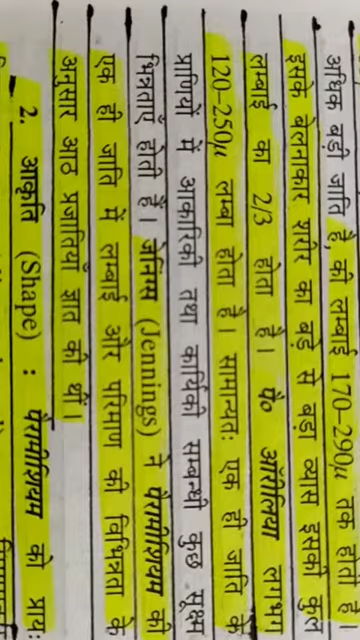 अधिक बड़ी जाति है, की लम्बाई 170-290µ तक होती है।
इसके बेलनाकार शरीर का बड़े से बड़ा व्यास इसकी कुल
लम्बाई का 2/3 होता है। पै० ऑरीलिया लगभग
120-250µ लम्बा होता है। सामान्यतः एक ही जाति के
प्राणियों में आकारिकी तथा कार्यिकी सम्बन्धी कुछ सूक्ष्म
भिन्नताएँ होती हैं। जेनिंग्स (Jennings) ने पैरामीशियम की
एक ही जाति में लम्बाई और परिमाण की विभिन्नता के
अनुसार आठ प्रजातियाँ ज्ञात की थीं।
2. आकृति (Shape) : पैरामीशियम को प्रायः